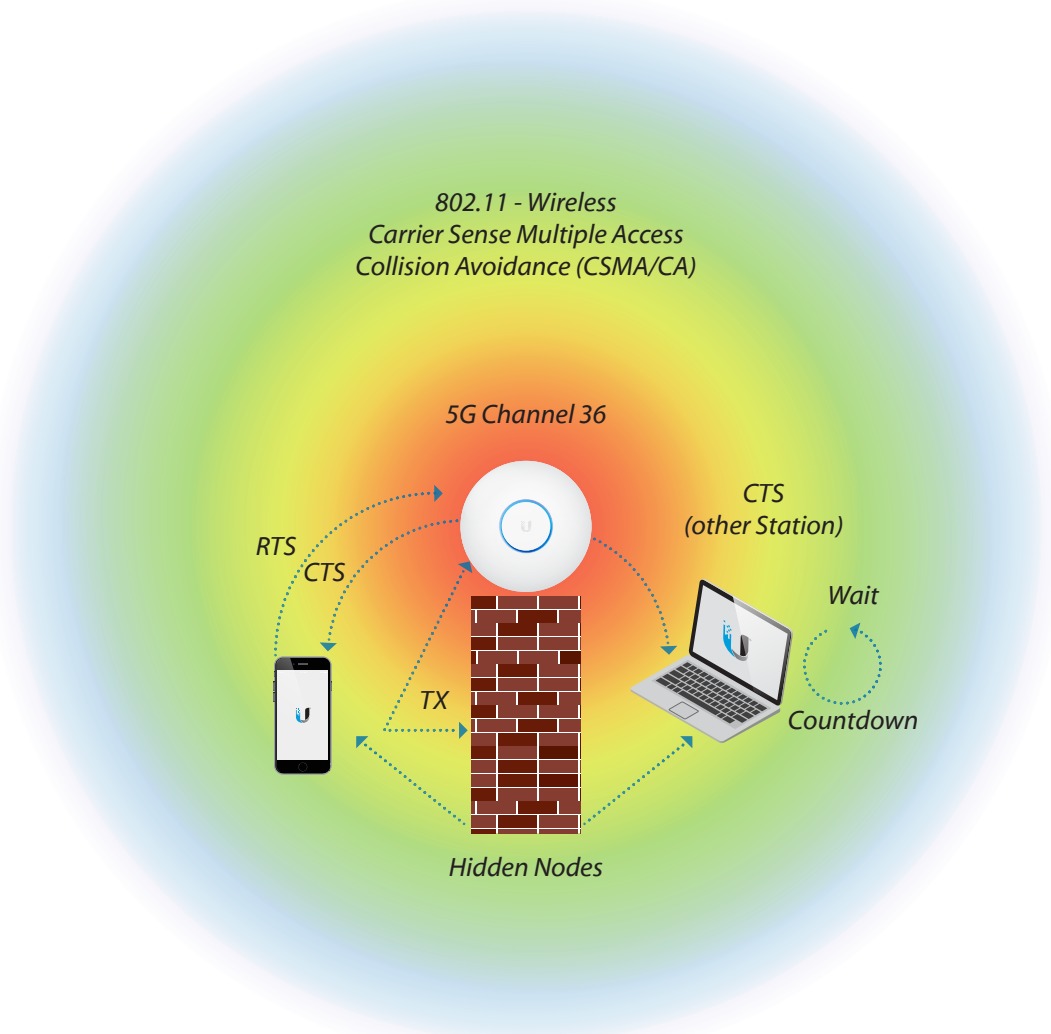 802.11 - Wireless
Carrier Sense Multiple Access
Collision Avoidance (CSMA/CA)
5G Channel 36
CTS
(other Station)
RTS
CTS
Wait
TX
Countdown
Hidden Nodes